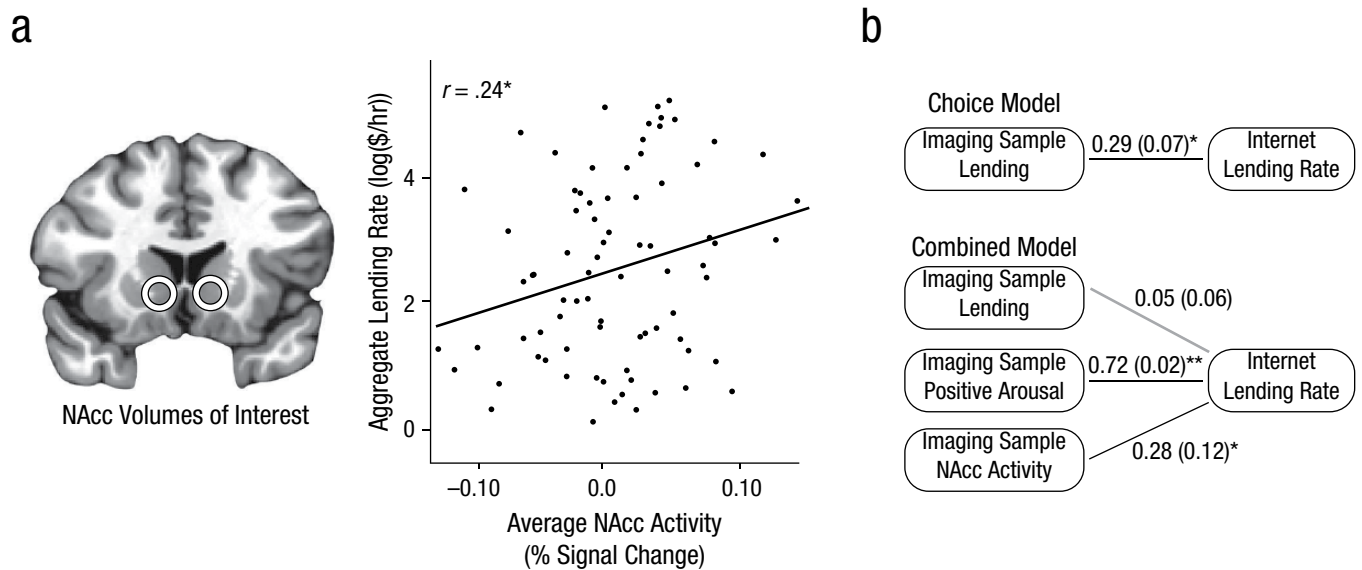 a
NAcc Volumes of Interest
r = .24*
Aggregate Lending Rate (log($/hr))
4
2
0
–0.10
0.0
0.10
Average NAcc Activity
(% Signal Change)
b
Choice Model
Imaging Sample
Lending
0.29 (0.07)*
Internet
Lending Rate
Combined Model
Imaging Sample
Lending
0.05 (0.06)
Imaging Sample
Positive Arousal
0.72 (0.02)**
Internet
Lending Rate
Imaging Sample
NAcc Activity
0.28 (0.12)*